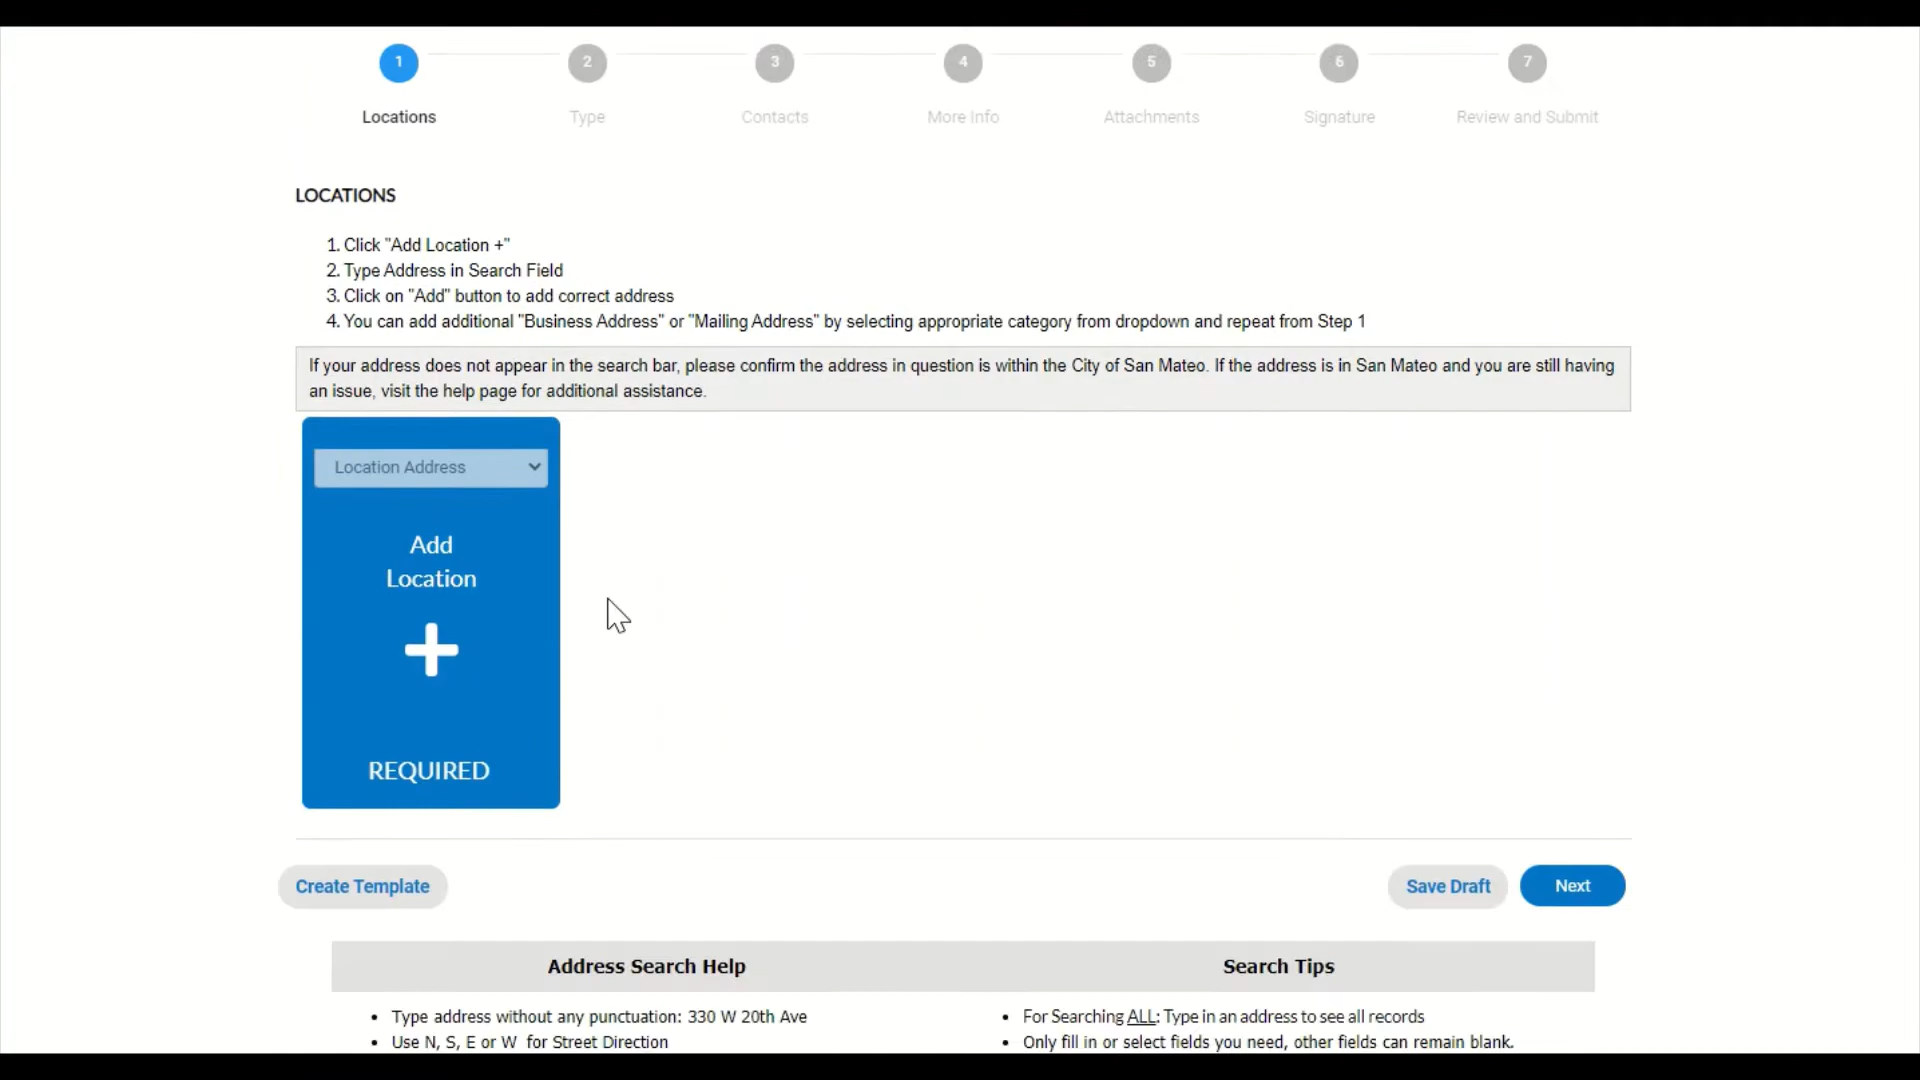 1 2 3 4 5 6 7
Locations Type Contacts More Info Attachments Signature Review and Submit
LOCATIONS
1. Click "Add Location +"
2. Type Address in Search Field
3. Click on "Add" button to add correct address
4. You can add additional "Business Address" or "Mailing Address" by selecting appropriate category from dropdown and repeat from Step 1
If your address does not appear in the search bar, please confirm the address in question is within the City of San Mateo. If the address is in San Mateo and you are still having
an issue, visit the help page for additional assistance.
Location Address
Add
Location
REQUIRED
Create Template Save Draft Next
Address Search Help Search Tips
• Type address without any punctuation: 330 W 20th Ave
• Use N, S, E or W for Street Direction
• For Searching ALL: Type in an address to see all records
• Only fill in or select fields you need, other fields can remain blank.